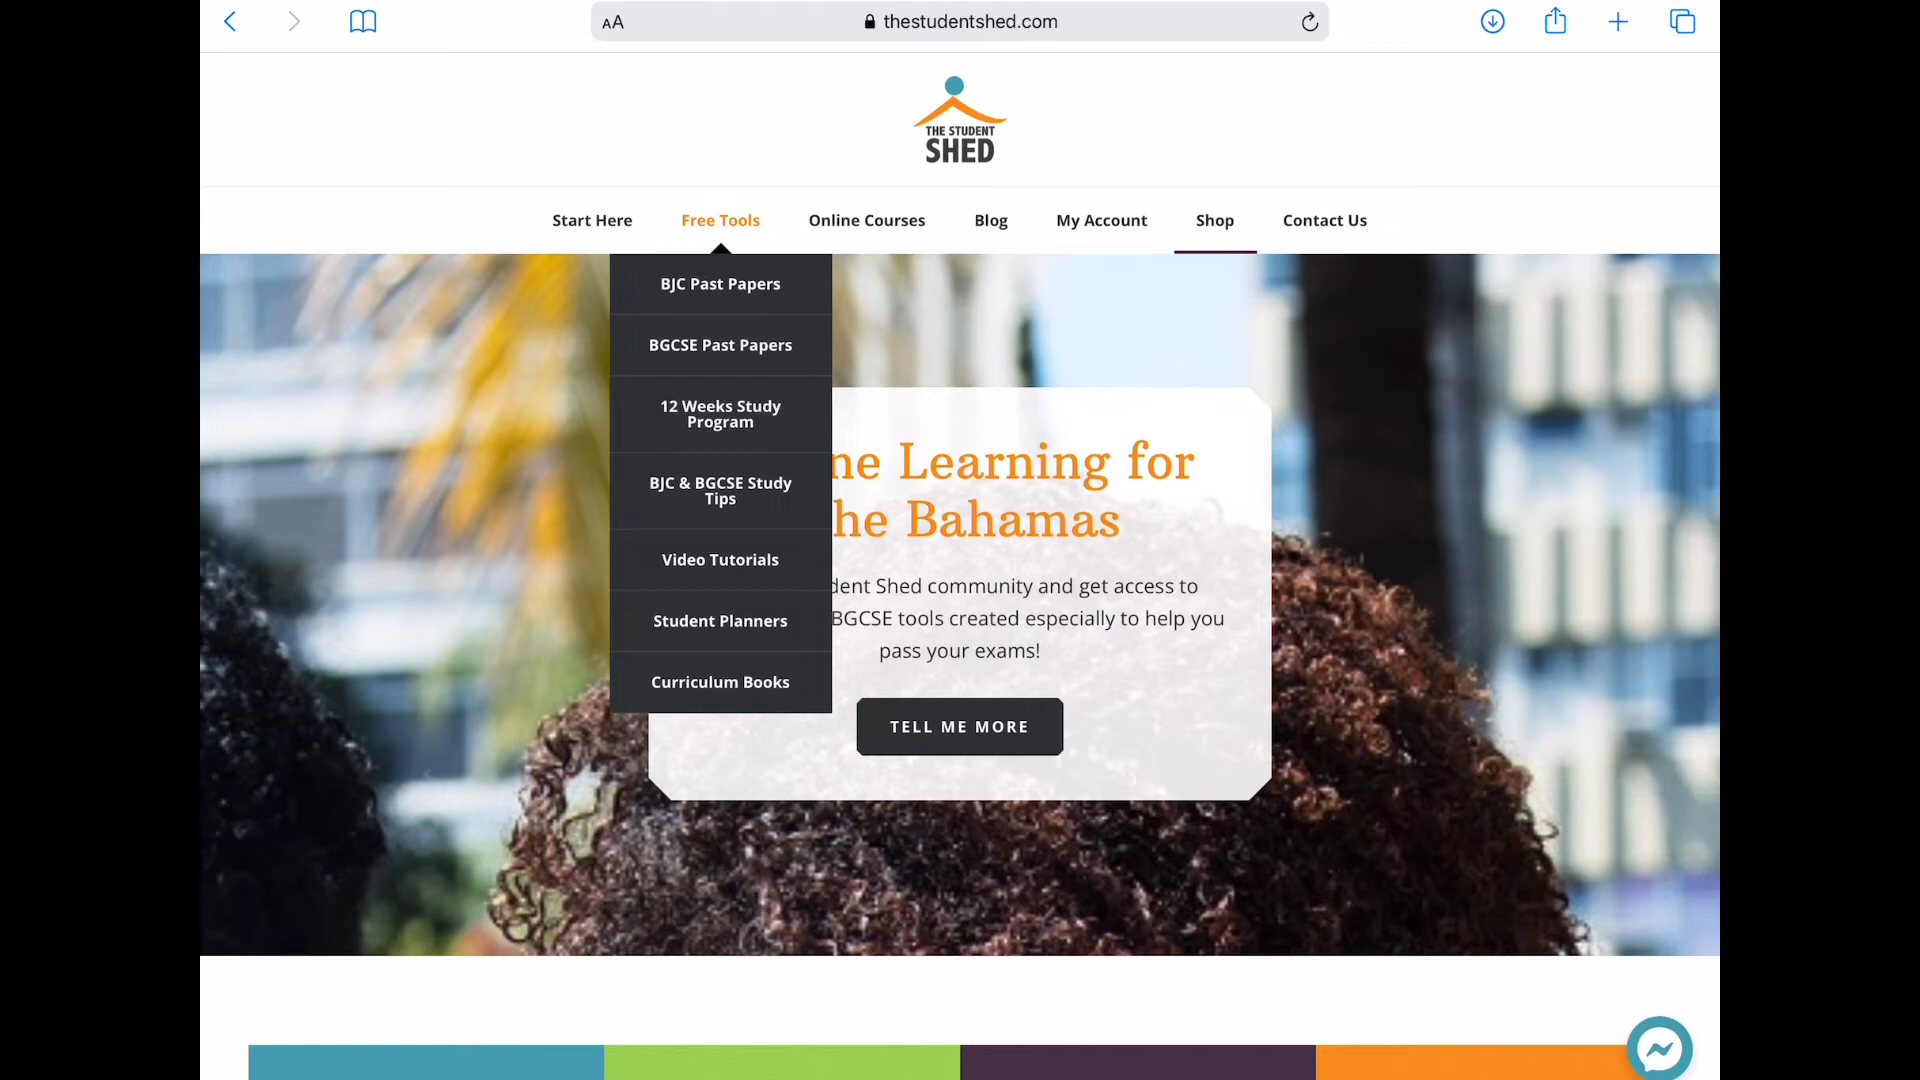 AA
thestudentshed.com
THE STUDENT
SHED
Start Here
Free Tools
Online Courses
Blog
My Account
Shop
Contact Us
BJC Past Papers
BGCSE Past Papers
12 Weeks Study
Program
BJC & BGCSE Study
Tips
Video Tutorials
Student Planners
Curriculum Books
ne Learning for
he Bahamas
dent Shed community and get access to
BGCSE tools created especially to help you
pass your exams!
TELL ME MORE